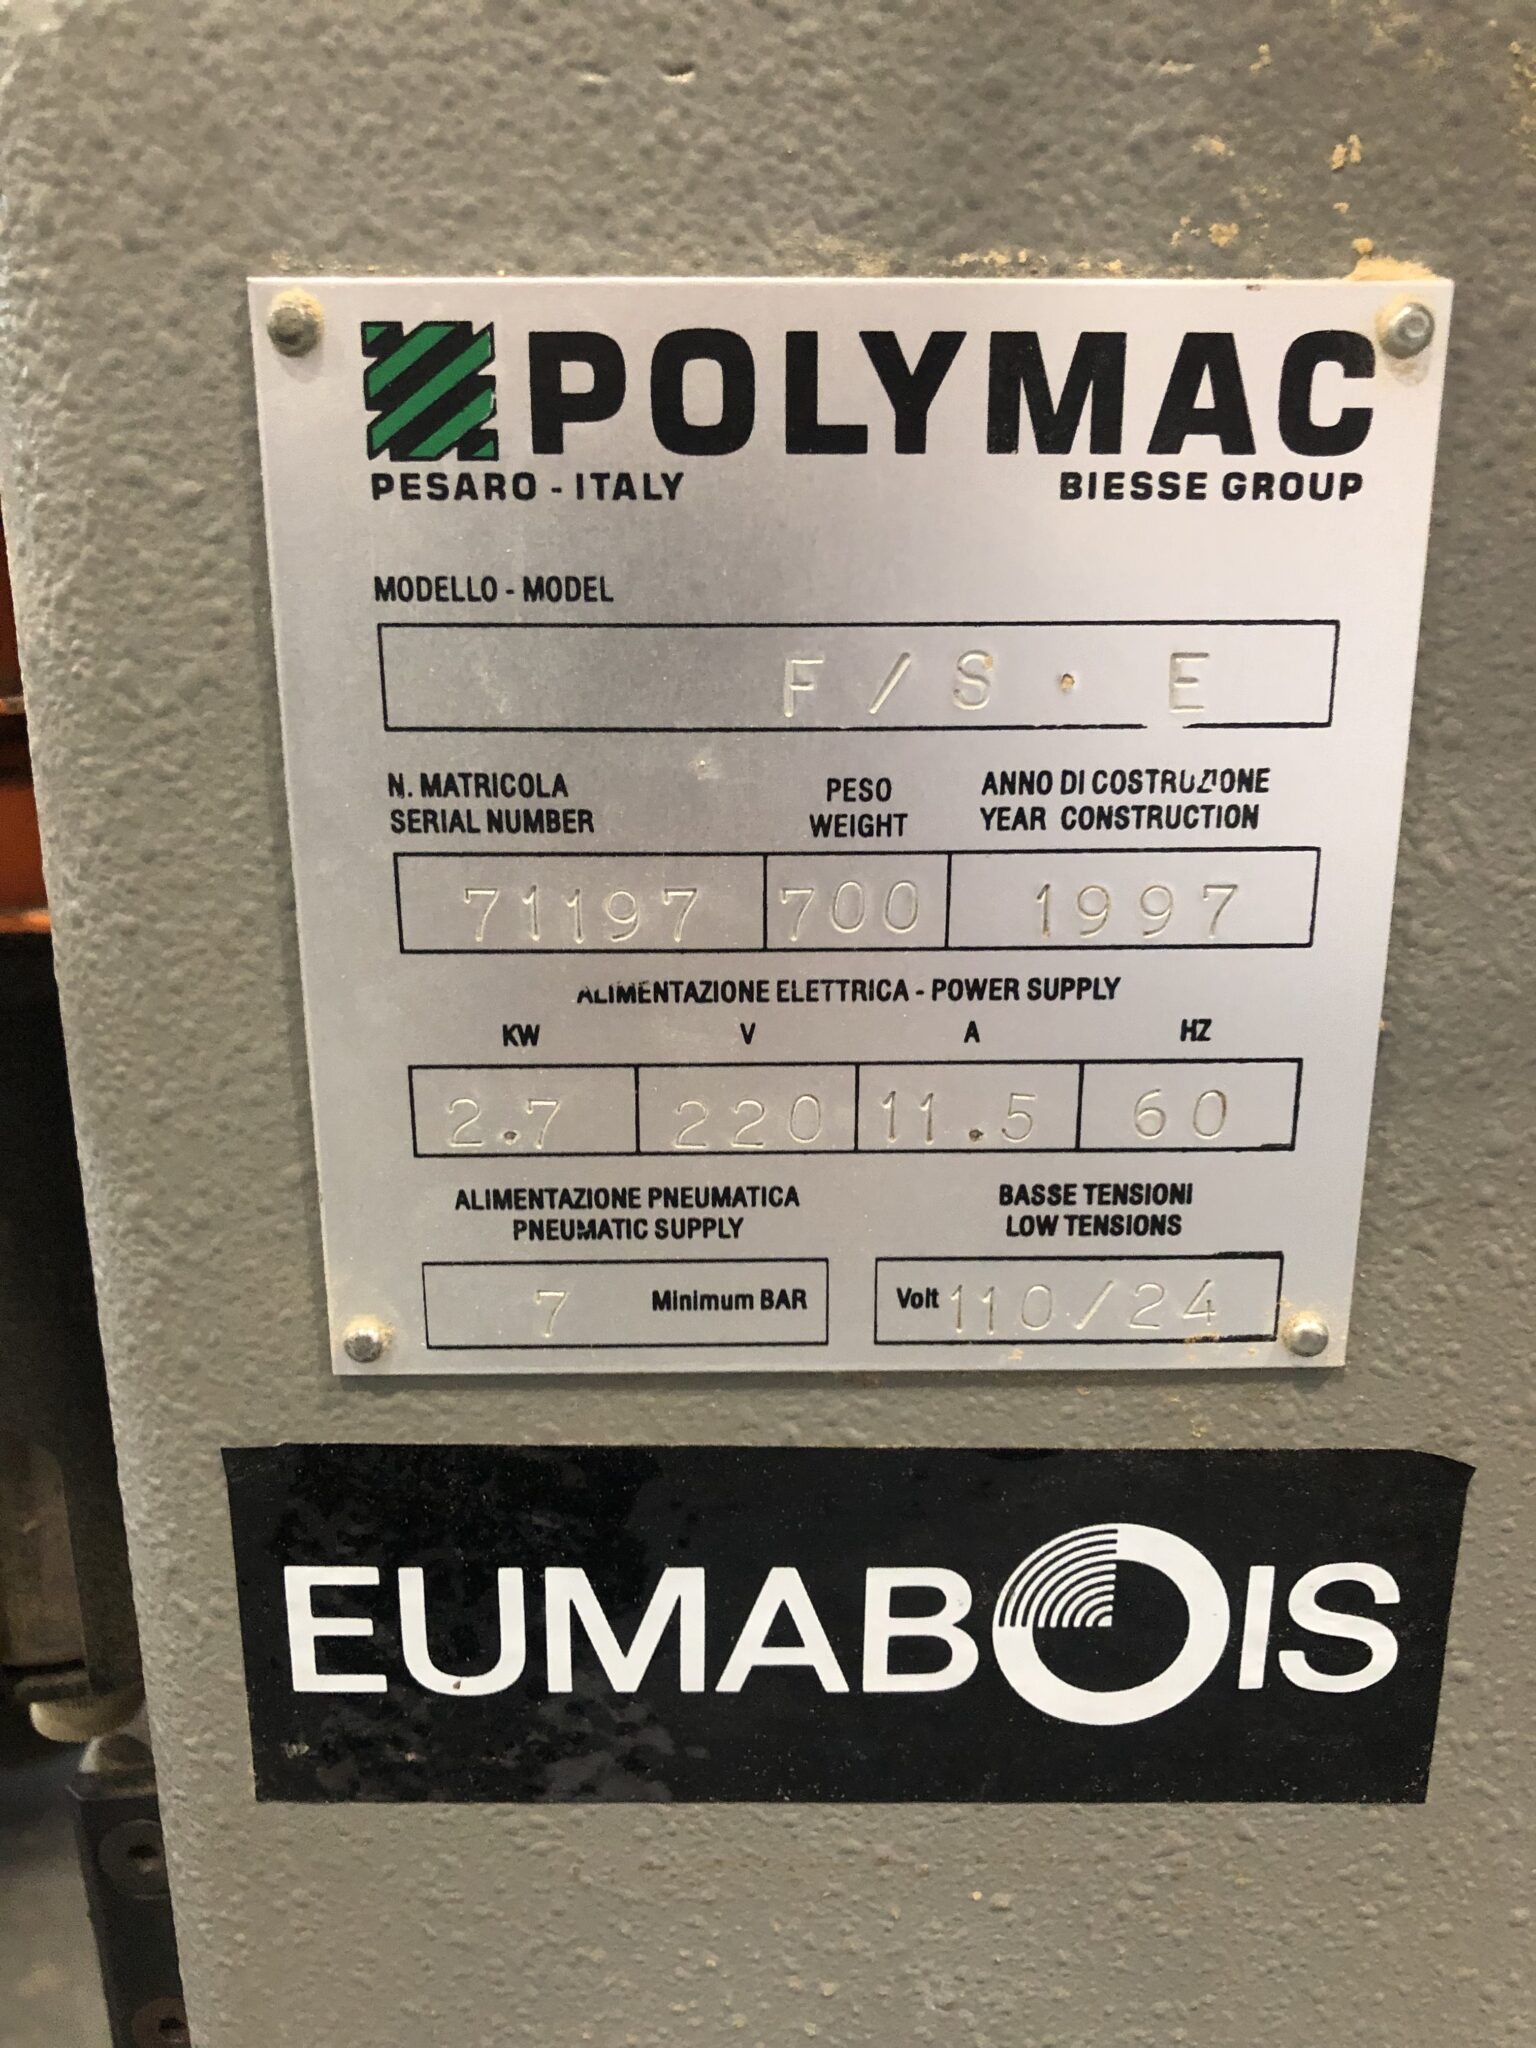 POLYMAC
PESARO - ITALY BIESSE GROUP
MODELLO - MODEL
F/S.E
N. MATRICOLA PESO ANNO DI COSTRUZIONE
SERIAL NUMBER WEIGHT YEAR CONSTRUCTION
71197 700 1997
ALIMENTAZIONE ELETTRICA - POWER SUPPLY
KW V A HZ
2.7 220 11.5 60
ALIMENTAZIONE PNEUMATICA BASSE TENSIONI
PNEUMATIC SUPPLY LOW TENSIONS
7 Minimum BAR Volt 110/24
EUMABOIS